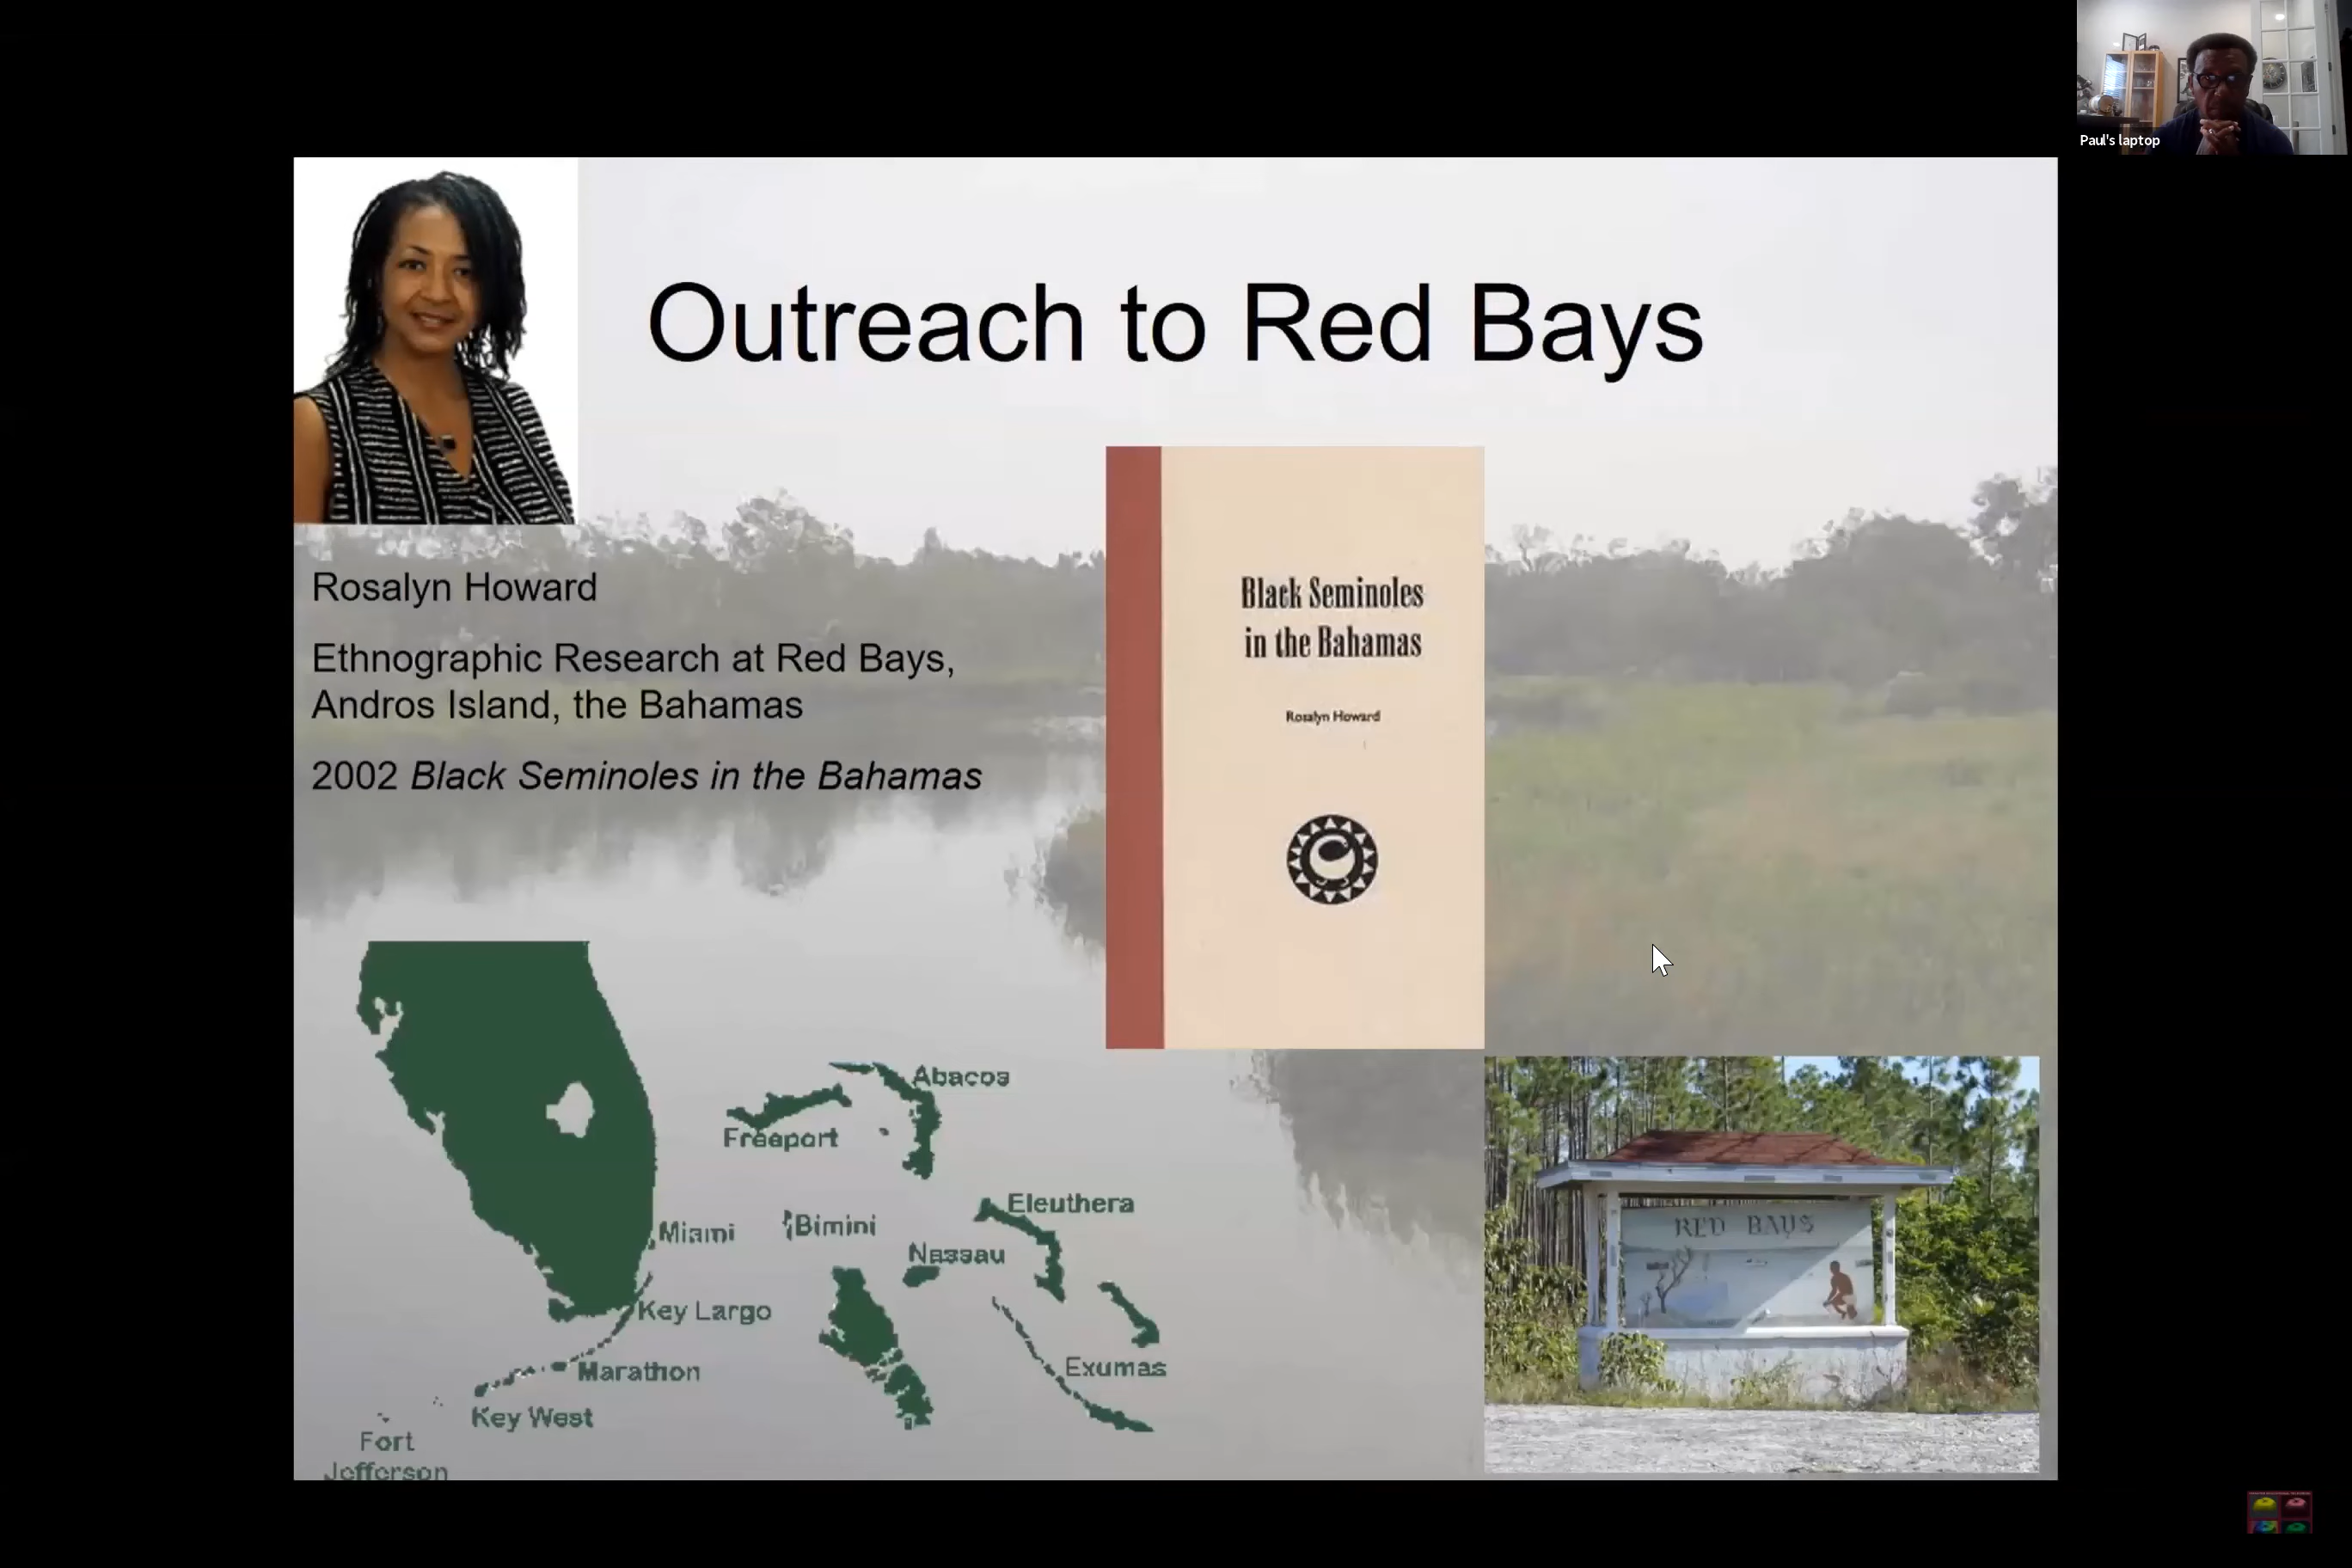 Paul's laptop
Outreach to Red Bays
Rosalyn Howard
Ethnographic Research at Red Bays,
Andros Island, the Bahamas
2002 Black Seminoles in the Bahamas
Black Seminoles
in the Bahamas
Rosalyn Howard
Abacos
Freeport
Eleuthera
Miami
Bimini
Nassau
Key Largo
Exumas
Marathon
Key West
Fort
Jefferson
RED BAYS